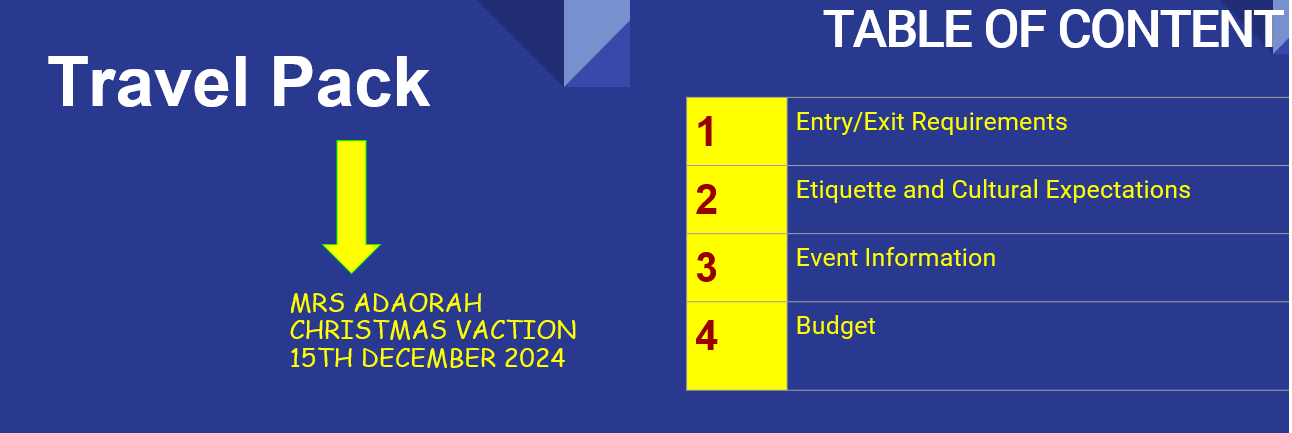 Travel Pack
MRS ADAORAH
CHRISTMAS VACTION
15TH DECEMBER 2024
TABLE OF CONTENT
1 Entry/Exit Requirements
2 Etiquette and Cultural Expectations
3 Event Information
4 Budget